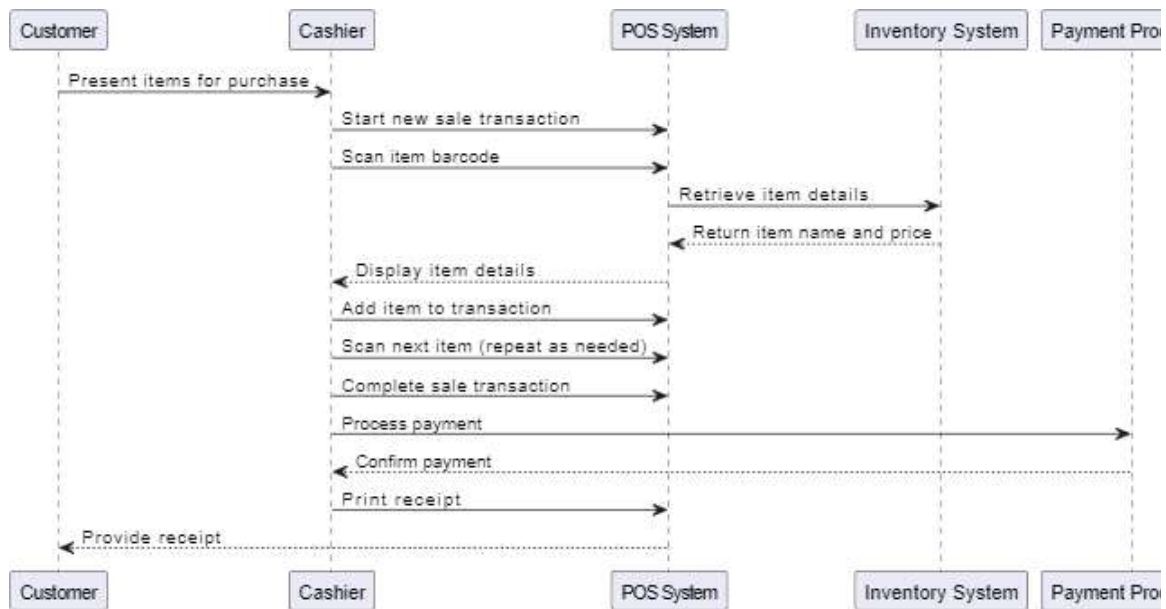 Customer Cashier POS System Inventory System Payment Proc
Present items for purchase
Start new sale transaction
Scan item barcode
Retrieve item details
Return item name and price
Display item details
Add item to transaction
Scan next item (repeat as needed)
Complete sale transaction
Process payment
Confirm payment
Print receipt
Provide receipt
Customer Cashier POS System Inventory System Payment Proc